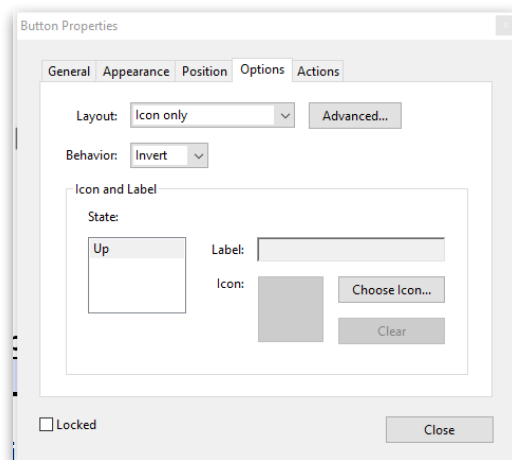 Button Properties
General Appearance Position Options Actions
Layout: Icon only Advanced...
Behavior: Invert
Icon and Label
State:
Up Label:
Icon: Choose Icon...
Clear
Locked Close